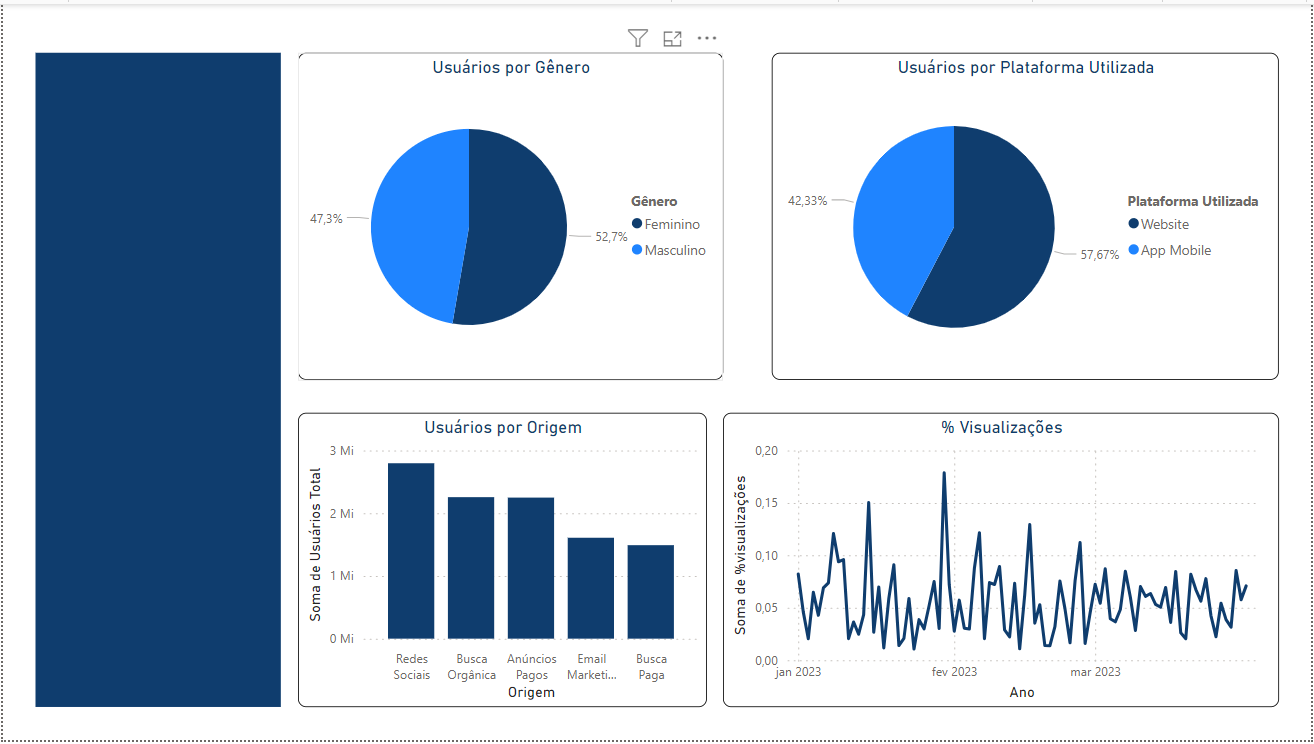 Usuários por Gênero
47,3%
52,7%
Gênero
Feminino
Masculino
Usuários por Plataforma Utilizada
42,33%
57,67%
Plataforma Utilizada
Website
App Mobile
Usuários por Origem
Soma de Usuários Total
3 Mi
2 Mi
1 Mi
0 Mi
Redes
Sociais
Busca
Orgânica
Anúncios
Pagos
Email
Marketi...
Busca
Paga
Origem
% Visualizações
Soma de %visualizações
0,20
0,15
0,10
0,05
0,00
jan 2023
fev 2023
mar 2023
Ano